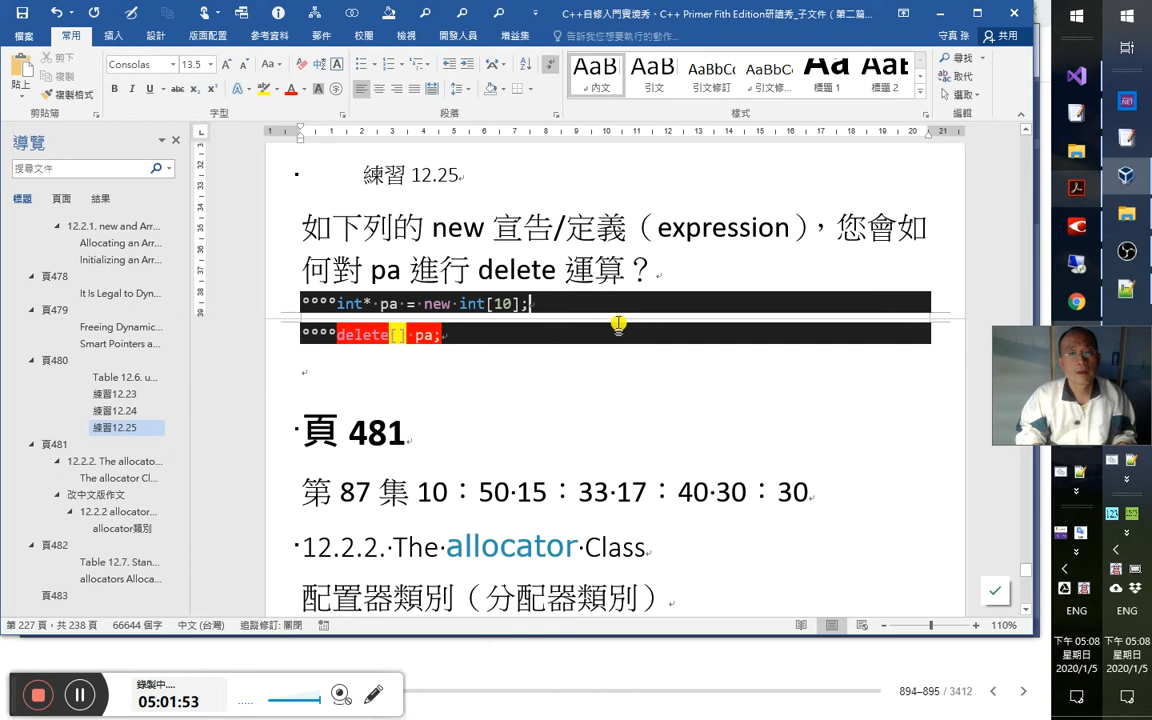 C++自修入門實境秀、C++ Primer Fifth Edition研讀秀_子文件（第二篇...
檔案 常用 插入 設計 版面配置 參考資料 郵件 校閱 檢視 開發人員 增益集 告訴我您想要執行的動作... 守真 孫 共用
貼上 剪下 複製 複製格式 剪貼簿
Consolas 13.5 字型
段落
AaB 內文 AaB 引文 AaBbC 引文修訂 AaBbC 引文修... Aa 標題 1 AaB 標題 2 樣式
尋找 取代 選取 編輯
導覽
搜尋文件
標題 頁面 結果
12.2.1. new and Arr...
Allocating an Arr...
Initializing an Arr...
頁478
It Is Legal to Dyn...
頁479
Freeing Dynamic...
Smart Pointers a...
頁480
Table 12.6. u...
練習12.23
練習12.24
練習12.25
頁481
12.2.2. The allocato...
The allocator Cl...
改中文版作文
12.2.2 allocator...
allocator類別
頁482
Table 12.7. Stan...
allocators Alloca...
頁483
練習 12.25
如下列的 new 宣告/定義（expression），您會如
何對 pa 進行 delete 運算？
int* pa = new int[10];
delete[] pa;
頁 481
第 87 集 10：50·15：33·17：40·30：30
12.2.2. The allocator Class
配置器類別（分配器類別）
第 227 頁，共 238 頁 66644 個字 中文 (台灣) 追蹤修訂: 關閉 110%
錄製中....
05:01:53
894–895 / 3412
ENG ENG
下午 05:08 下午 05:08
星期日 星期日
2020/1/5 2020/1/5